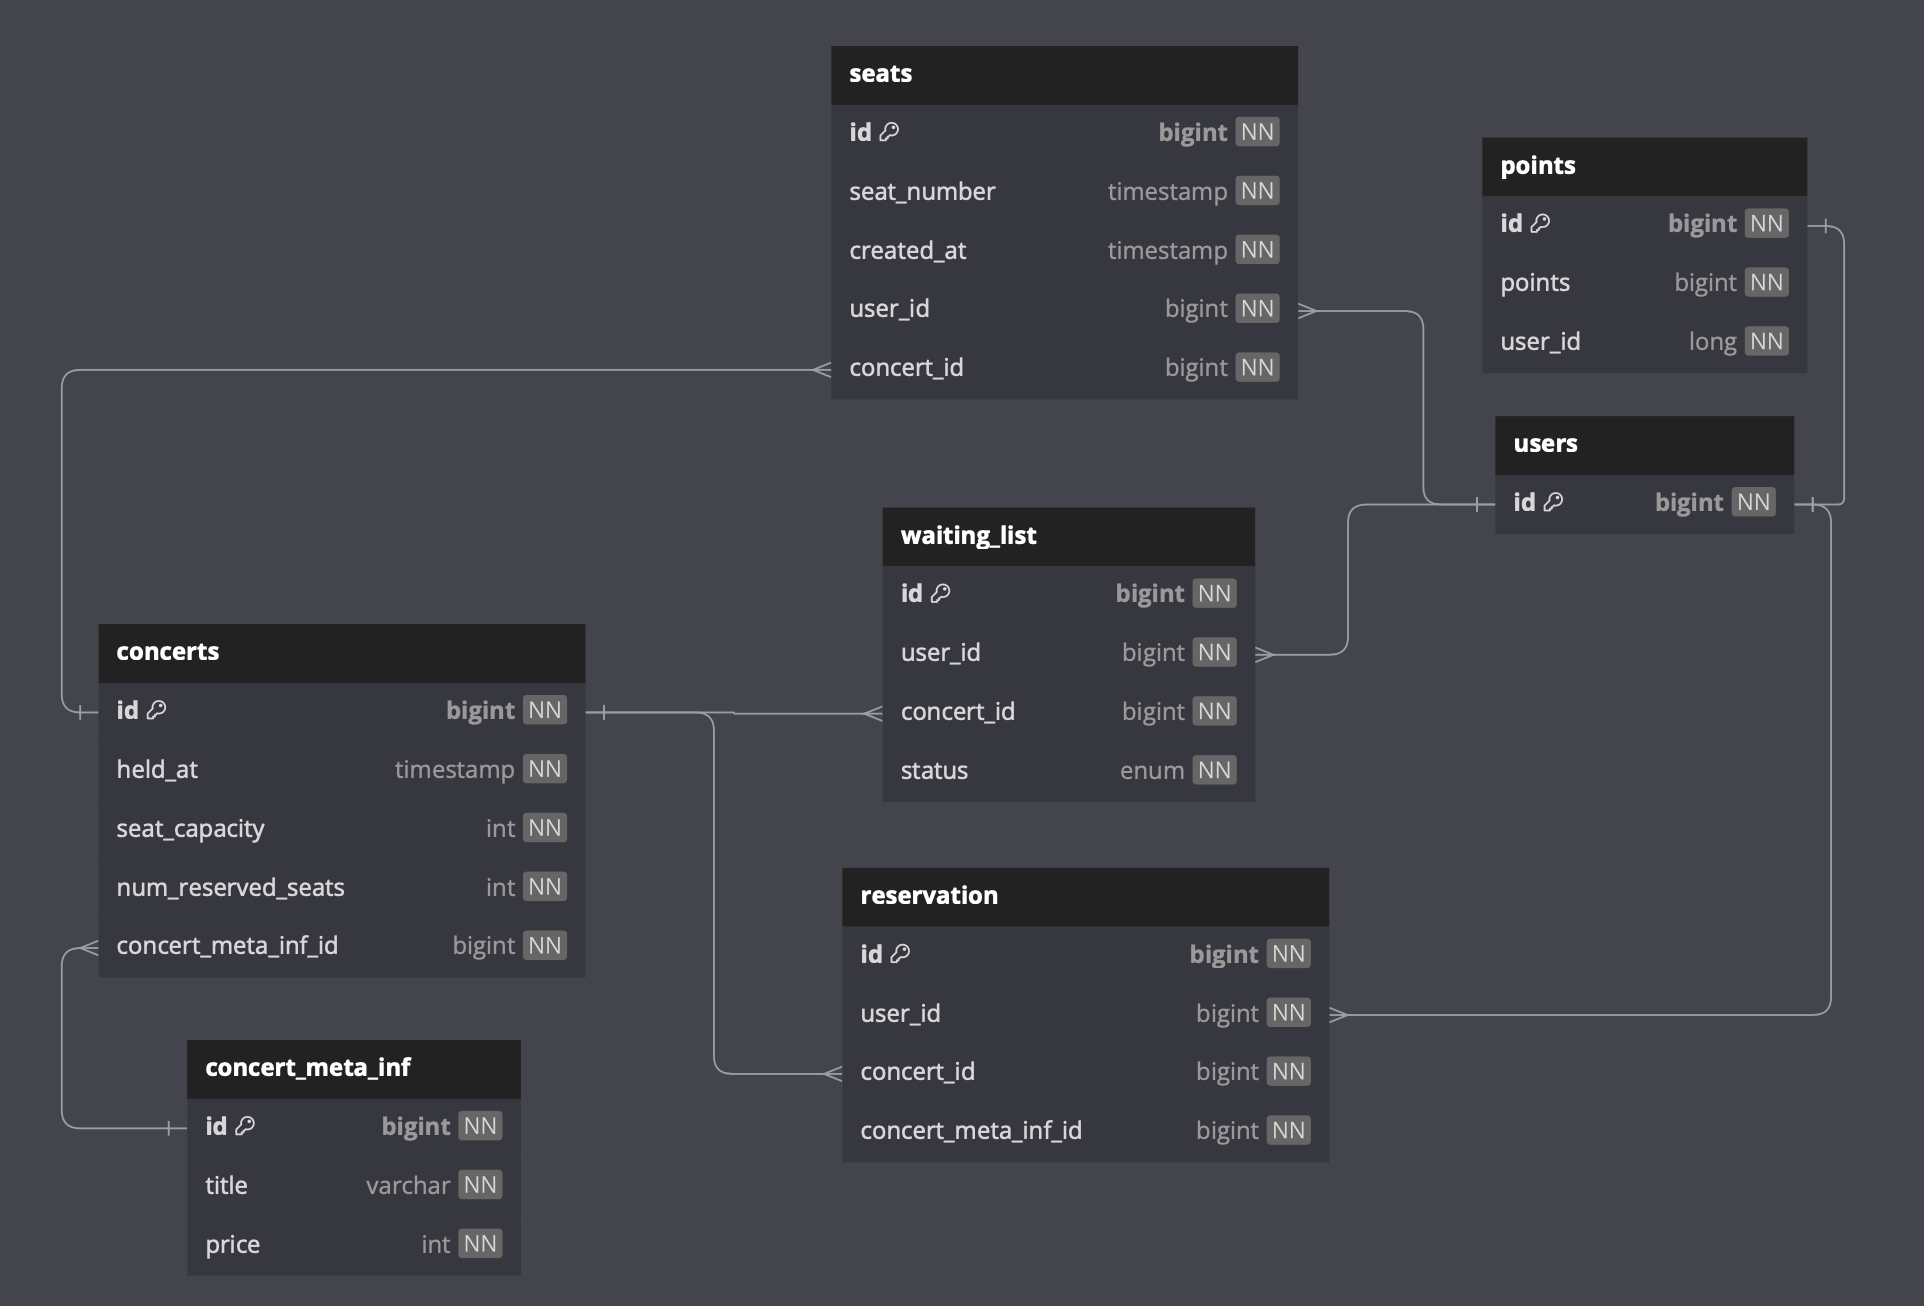 seats
id bigint NN
seat_number timestamp NN
created_at timestamp NN
user_id bigint NN
concert_id bigint NN
points
id bigint NN
points bigint NN
user_id long NN
users
id bigint NN
waiting_list
id bigint NN
user_id bigint NN
concert_id bigint NN
status enum NN
concerts
id bigint NN
held_at timestamp NN
seat_capacity int NN
num_reserved_seats int NN
concert_meta_inf_id bigint NN
reservation
id bigint NN
user_id bigint NN
concert_id bigint NN
concert_meta_inf_id bigint NN
concert_meta_inf
id bigint NN
title varchar NN
price int NN